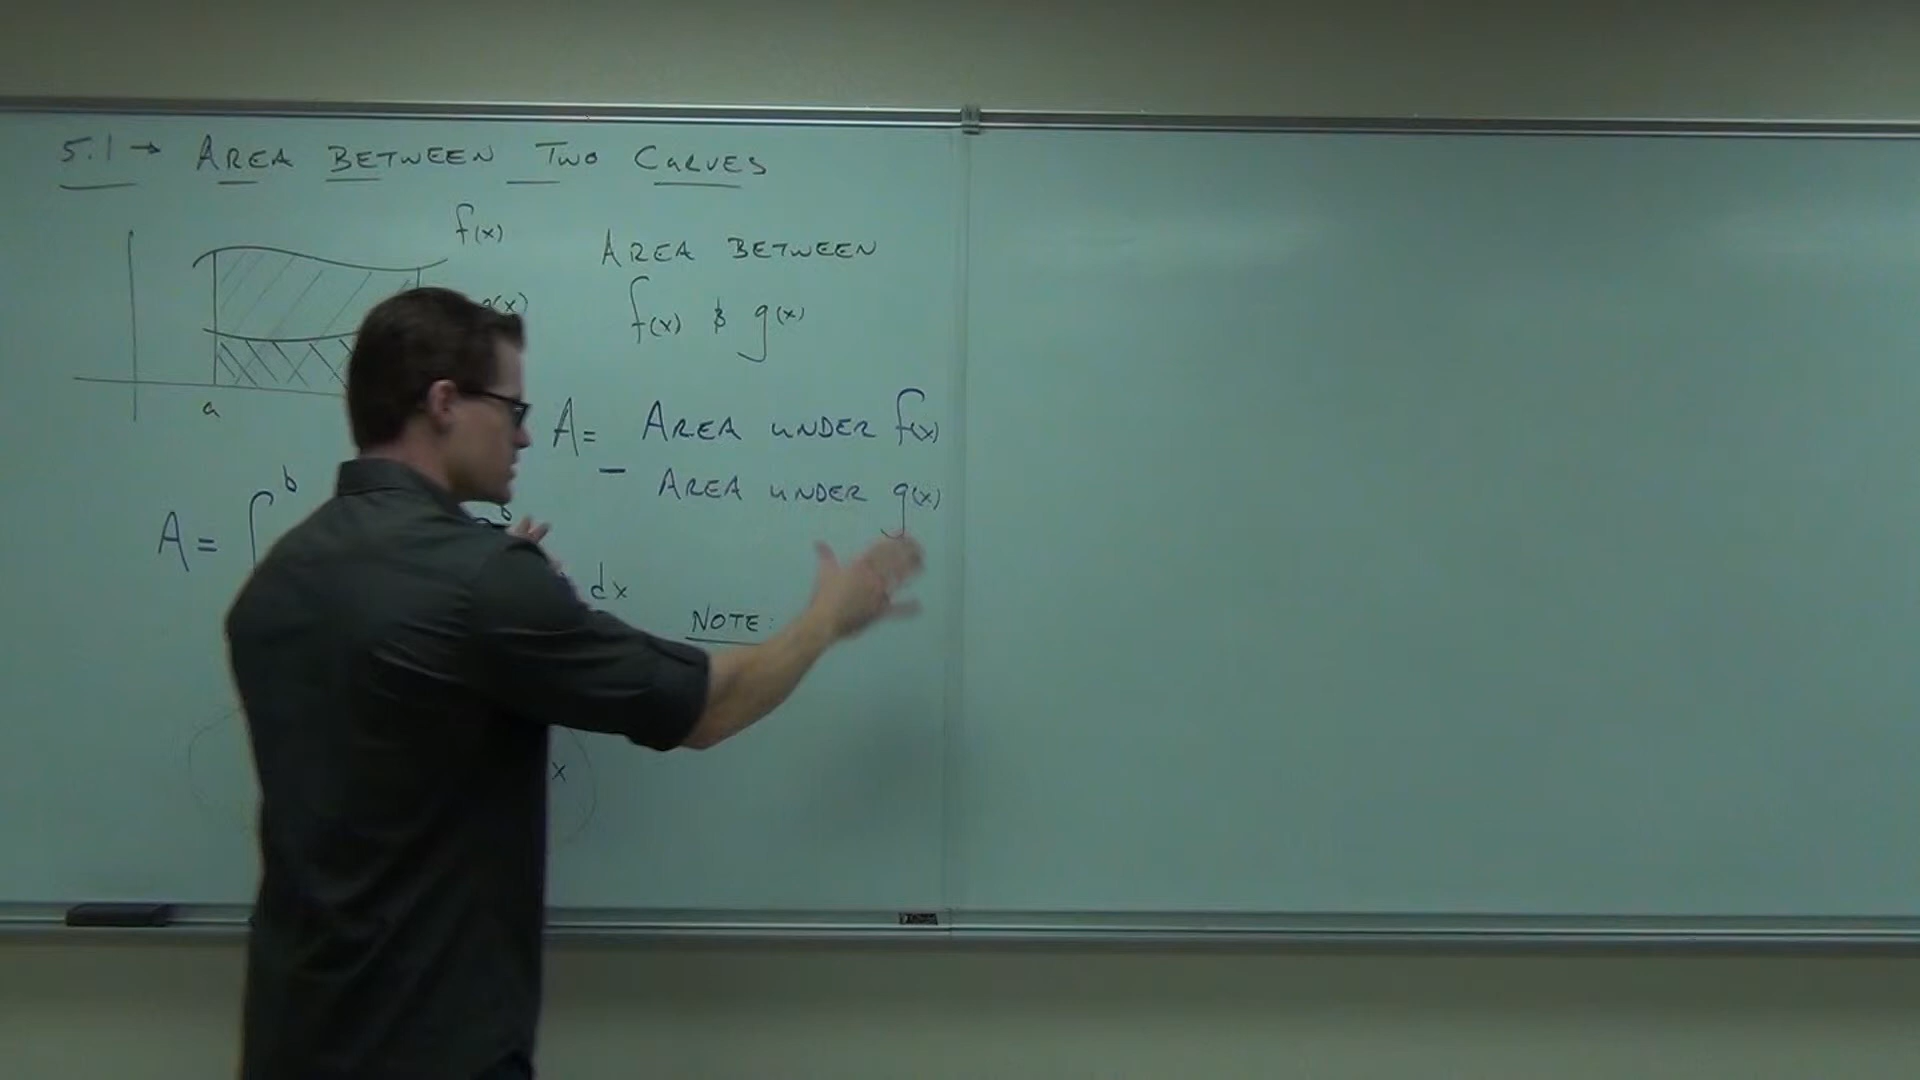 5.1 → AREA BETWEEN TWO CURVES
f(x)
g(x)
a
AREA BETWEEN
f(x) & g(x)
A = AREA UNDER f(x)
- AREA UNDER g(x)
A = ∫ b
b
dx
NOTE:
x